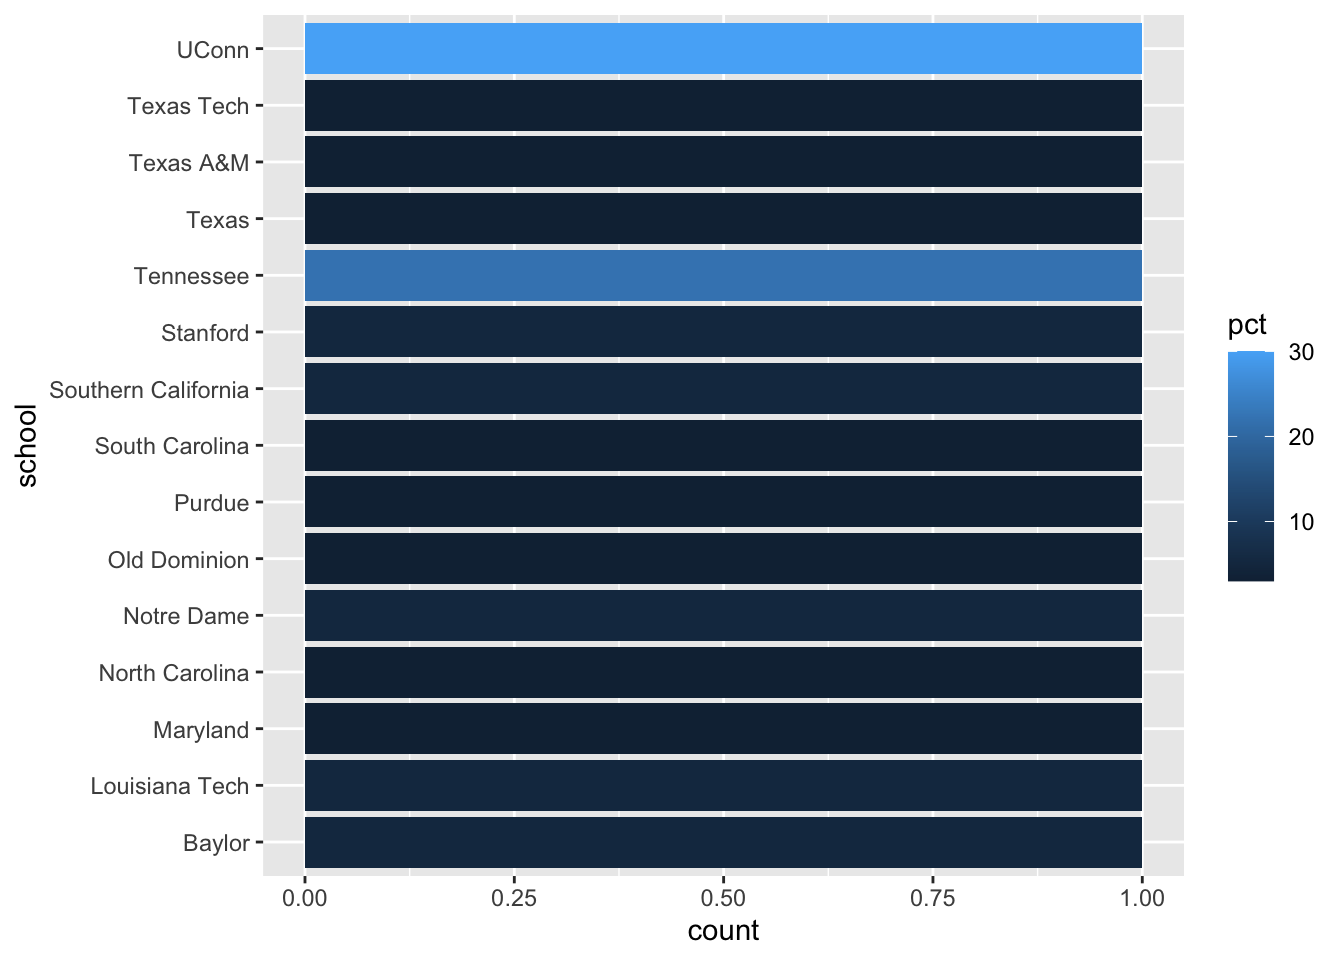 UConn
Texas Tech
Texas A&M
Texas
Tennessee
Stanford
Southern California
South Carolina
Purdue
Old Dominion
Notre Dame
North Carolina
Maryland
Louisiana Tech
Baylor
school
0.00 0.25 0.50 0.75 1.00
count
pct
30
20
10